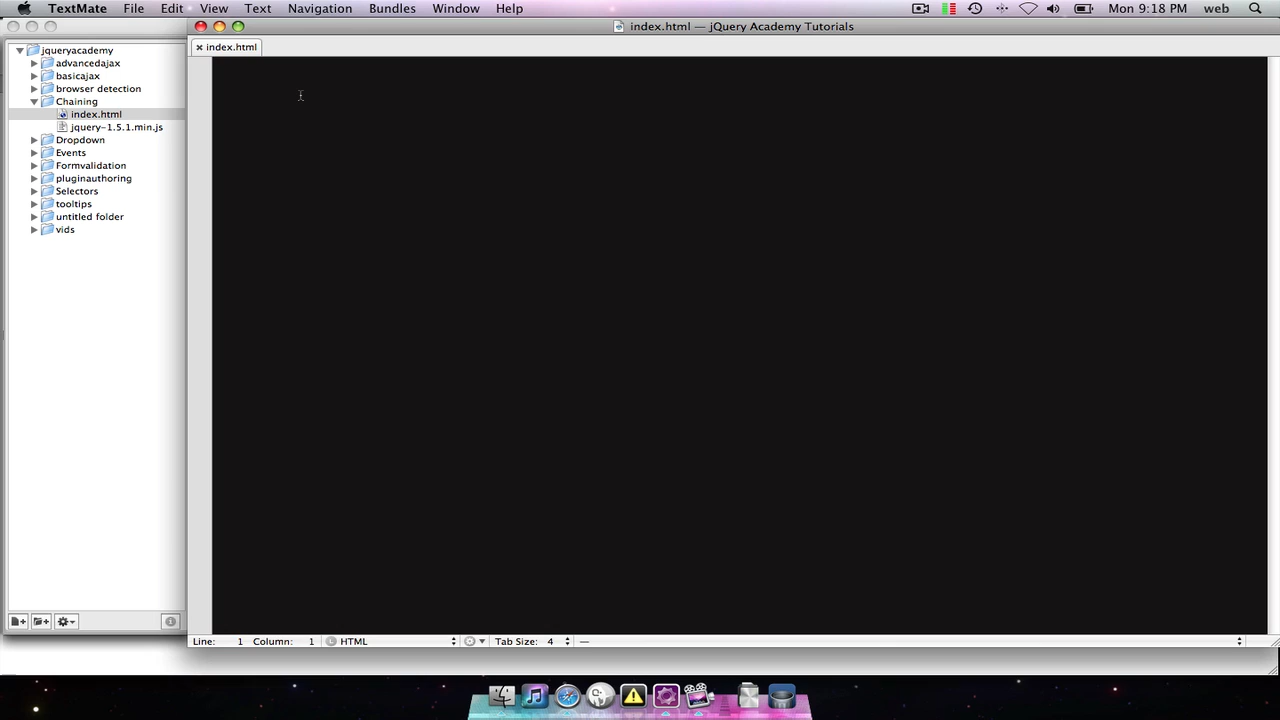 TextMate File Edit View Text Navigation Bundles Window Help Mon 9:18 PM web
index.html — jQuery Academy Tutorials
index.html
jqueryacademy
advancedajax
basicajax
browser detection
Chaining
index.html
jquery-1.5.1.min.js
Dropdown
Events
Formvalidation
pluginauthoring
Selectors
tooltips
untitled folder
vids
Line: 1 Column: 1 HTML Tab Size: 4 —